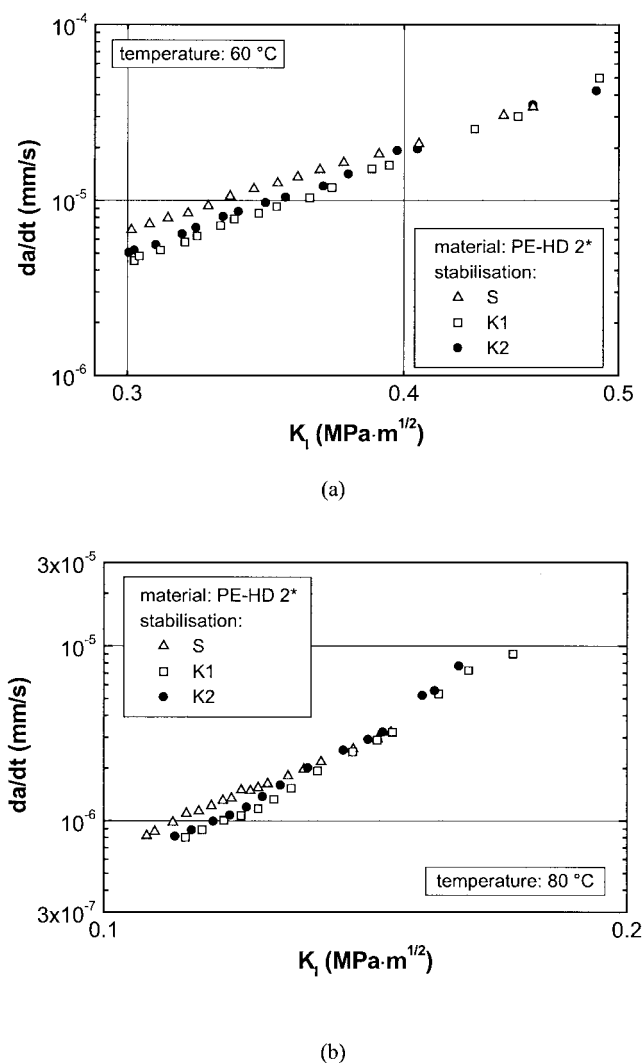 10⁻⁴
temperature: 60 °C
da/dt (mm/s)
10⁻⁵
material: PE-HD 2*
stabilisation:
S
K1
K2
10⁻⁶
0.3
0.4
0.5
K_I (MPa·m^1/2)
(a)
3x10⁻⁵
material: PE-HD 2*
stabilisation:
S
K1
K2
10⁻⁵
da/dt (mm/s)
10⁻⁶
temperature: 80 °C
3x10⁻⁷
0.1
0.2
K_I (MPa·m^1/2)
(b)